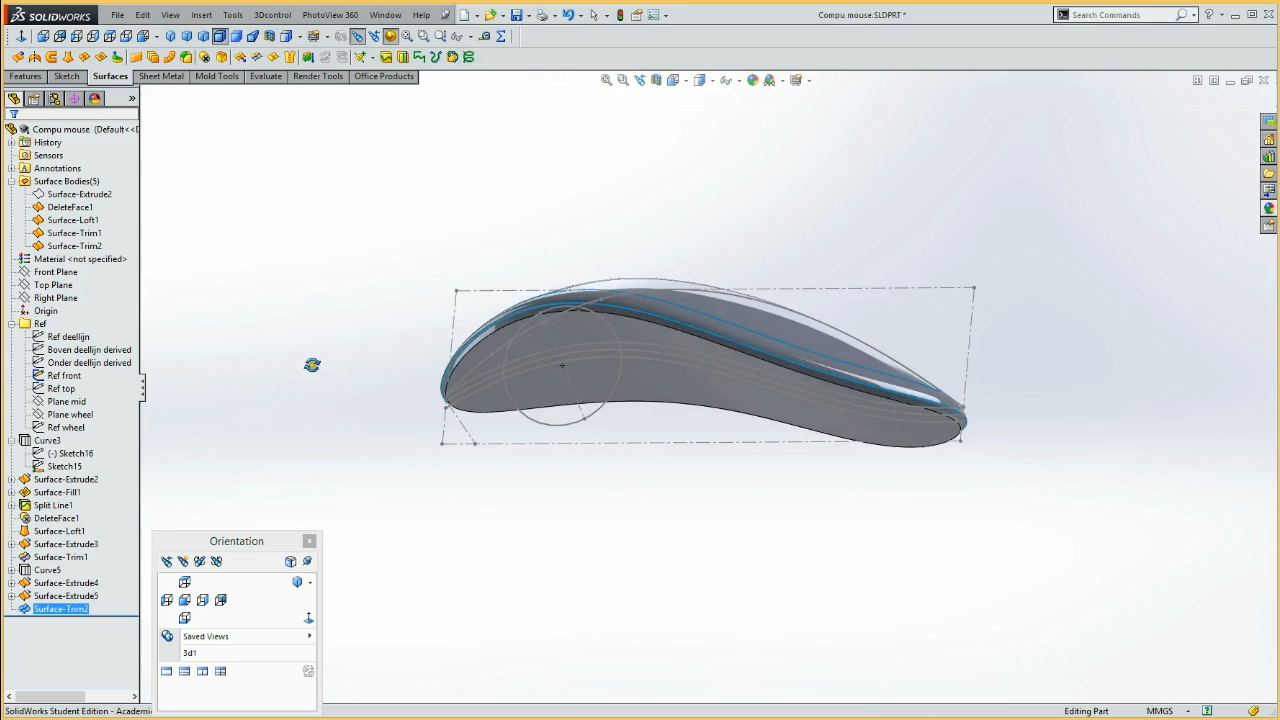 SOLIDWORKS File Edit View Insert Tools 3Dcontrol PhotoView 360 Window Help Compu mouse.SLDPRT * Search Commands
Features Sketch Surfaces Sheet Metal Mold Tools Evaluate Render Tools Office Products
Compu mouse (Default<<D
History
Sensors
Annotations
Surface Bodies(5)
Surface-Extrude2
DeleteFace1
Surface-Loft1
Surface-Trim1
Surface-Trim2
Material <not specified>
Front Plane
Top Plane
Right Plane
Origin
Ref
Ref deellijn
Boven deellijn derived
Onder deellijn derived
Ref front
Ref top
Plane mid
Plane wheel
Ref wheel
Curve3
(-) Sketch16
Sketch15
Surface-Extrude2
Surface-Fill1
Split Line1
DeleteFace1
Surface-Loft1
Surface-Extrude3
Surface-Trim1
Curve5
Surface-Extrude4
Surface-Extrude5
Surface-Trim2
Orientation
Saved Views
3d1
SolidWorks Student Edition - Academi Editing Part MMGS